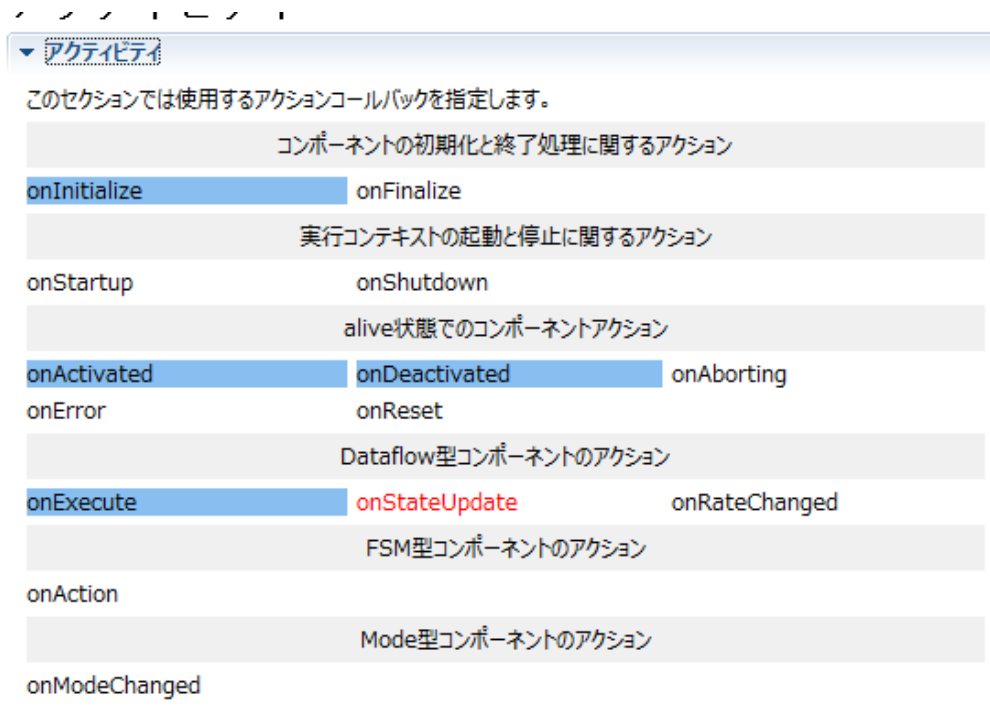 アクティビティ
このセクションでは使用するアクションコールバックを指定します。
コンポーネントの初期化と終了処理に関するアクション
onInitialize onFinalize
実行コンテキストの起動と停止に関するアクション
onStartup onShutdown
alive状態でのコンポーネントアクション
onActivated onDeactivated onAborting
onError onReset
Dataflow型コンポーネントのアクション
onExecute onStateUpdate onRateChanged
FSM型コンポーネントのアクション
onAction
Mode型コンポーネントのアクション
onModeChanged